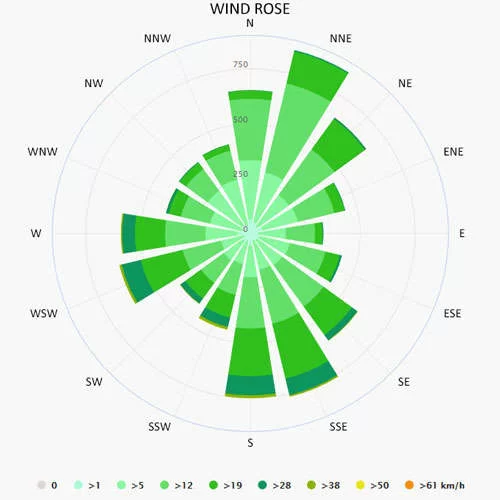 WIND ROSE
N
NNW
NNE
NW
NE
750
500
WNW
ENE
250
W
0
E
WSW
ESE
SW
SE
SSW
SSE
S
0 >1 >5 >12 >19 >28 >38 >50 >61 km/h